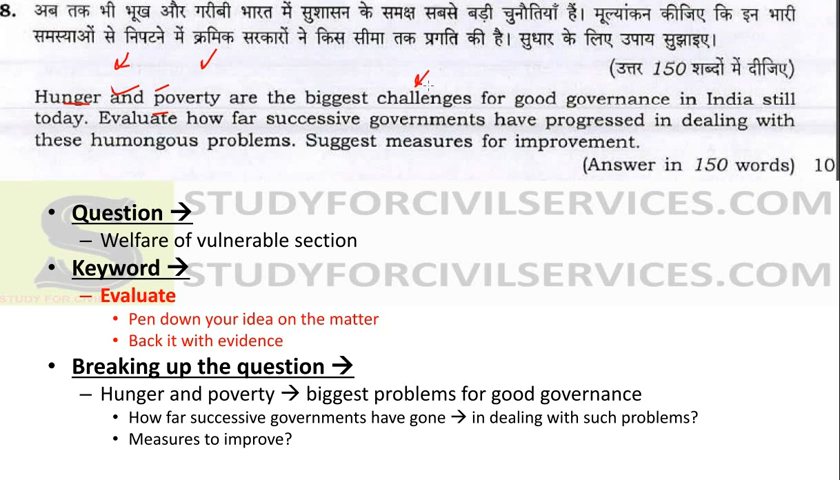 8. अब तक भी भूख और गरीबी भारत में सुशासन के समक्ष सबसे बड़ी चुनौतियाँ हैं। मूल्यांकन कीजिए कि इन भारी
समस्याओं से निपटने में क्रमिक सरकारों ने किस सीमा तक प्रगति की है। सुधार के लिए उपाय सुझाइए।
(उत्तर 150 शब्दों में दीजिए)
Hunger and poverty are the biggest challenges for good governance in India still
today. Evaluate how far successive governments have progressed in dealing with
these humongous problems. Suggest measures for improvement.
(Answer in 150 words) 10
STUDYFORCIVILSERVICES.COM
• Question →
– Welfare of vulnerable section
• Keyword →
STUDYFORCIVILSERVICES.COM
– Evaluate
STUDY FOR CIV
• Pen down your idea on the matter
• Back it with evidence
• Breaking up the question →
– Hunger and poverty → biggest problems for good governance
• How far successive governments have gone → in dealing with such problems?
• Measures to improve?